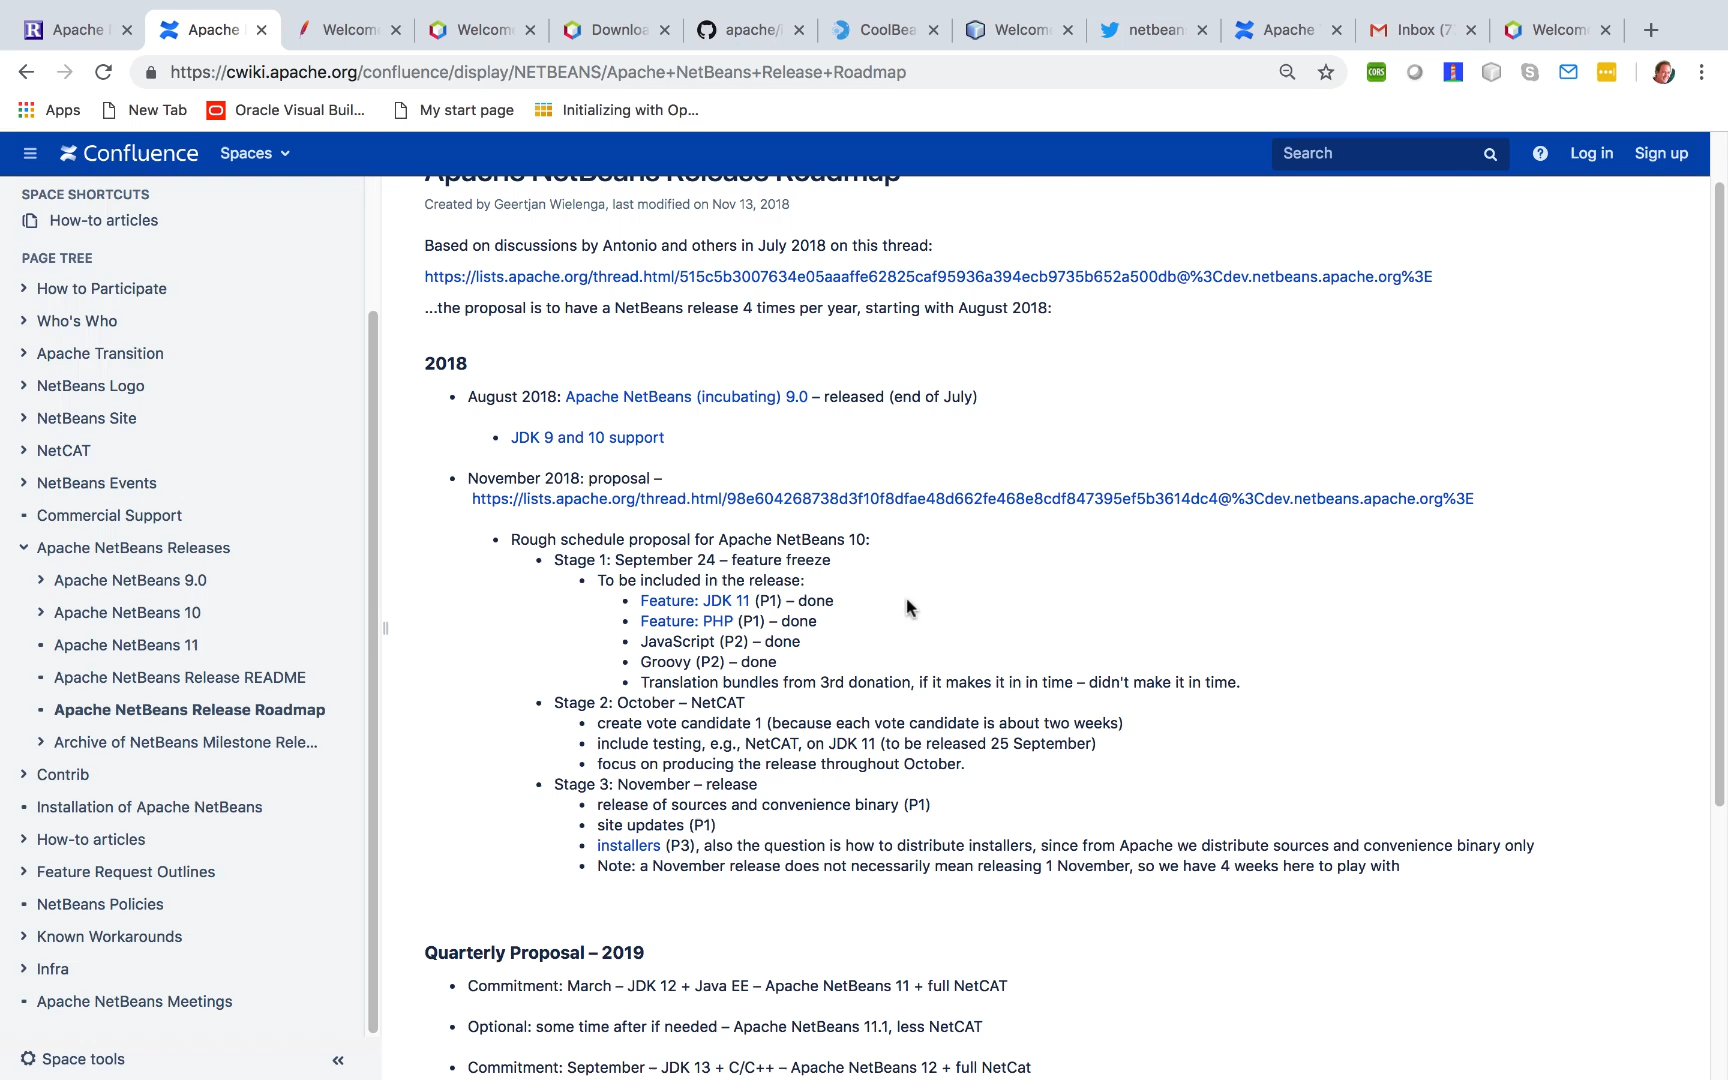 Apache
Apache
Welcom
Welcom
Downloa
apache/
CoolBea
Welcom
netbean
Apache
Inbox (7
Welcom
https://cwiki.apache.org/confluence/display/NETBEANS/Apache+NetBeans+Release+Roadmap
CORS
Apps
New Tab
Oracle Visual Buil...
My start page
Initializing with Op...
Confluence
Spaces
Search
Log in
Sign up
SPACE SHORTCUTS
How-to articles
PAGE TREE
How to Participate
Who's Who
Apache Transition
NetBeans Logo
NetBeans Site
NetCAT
NetBeans Events
Commercial Support
Apache NetBeans Releases
Apache NetBeans 9.0
Apache NetBeans 10
Apache NetBeans 11
Apache NetBeans Release README
Apache NetBeans Release Roadmap
Archive of NetBeans Milestone Rele...
Contrib
Installation of Apache NetBeans
How-to articles
Feature Request Outlines
NetBeans Policies
Known Workarounds
Infra
Apache NetBeans Meetings
Space tools
Apache NetBeans Release Roadmap
Created by Geertjan Wielenga, last modified on Nov 13, 2018
Based on discussions by Antonio and others in July 2018 on this thread:
https://lists.apache.org/thread.html/515c5b3007634e05aaaffe62825caf95936a394ecb9735b652a500db@%3Cdev.netbeans.apache.org%3E
...the proposal is to have a NetBeans release 4 times per year, starting with August 2018:
2018
• August 2018: Apache NetBeans (incubating) 9.0 – released (end of July)
• JDK 9 and 10 support
• November 2018: proposal –
https://lists.apache.org/thread.html/98e604268738d3f10f8dfae48d662fe468e8cdf847395ef5b3614dc4@%3Cdev.netbeans.apache.org%3E
• Rough schedule proposal for Apache NetBeans 10:
• Stage 1: September 24 – feature freeze
• To be included in the release:
• Feature: JDK 11 (P1) – done
• Feature: PHP (P1) – done
• JavaScript (P2) – done
• Groovy (P2) – done
• Translation bundles from 3rd donation, if it makes it in in time – didn't make it in time.
• Stage 2: October – NetCAT
• create vote candidate 1 (because each vote candidate is about two weeks)
• include testing, e.g., NetCAT, on JDK 11 (to be released 25 September)
• focus on producing the release throughout October.
• Stage 3: November – release
• release of sources and convenience binary (P1)
• site updates (P1)
• installers (P3), also the question is how to distribute installers, since from Apache we distribute sources and convenience binary only
• Note: a November release does not necessarily mean releasing 1 November, so we have 4 weeks here to play with
Quarterly Proposal – 2019
• Commitment: March – JDK 12 + Java EE – Apache NetBeans 11 + full NetCAT
• Optional: some time after if needed – Apache NetBeans 11.1, less NetCAT
• Commitment: September – JDK 13 + C/C++ – Apache NetBeans 12 + full NetCat